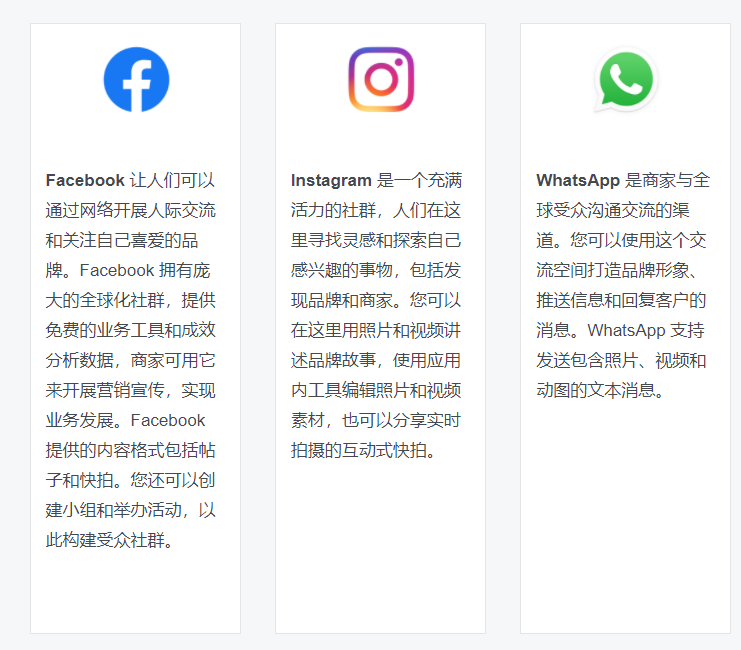 Facebook 让人们可以
通过网络开展人际交流
和关注自己喜爱的品
牌。Facebook 拥有庞
大的全球化社群，提供
免费的业务工具和成效
分析数据，商家可用它
来开展营销宣传，实现
业务发展。Facebook
提供的内容格式包括帖
子和快拍。您还可以创
建小组和举办活动，以
此构建受众社群。
Instagram 是一个充满
活力的社群，人们在这
里寻找灵感和探索自己
感兴趣的事物，包括发
现品牌和商家。您可以
在这里用照片和视频讲
述品牌故事，使用应用
内工具编辑照片和视频
素材，也可以分享实时
拍摄的互动式快拍。
WhatsApp 是商家与全
球受众沟通交流的渠
道。您可以使用这个交
流空间打造品牌形象、
推送信息和回复客户的
消息。WhatsApp 支持
发送包含照片、视频和
动图的文本消息。